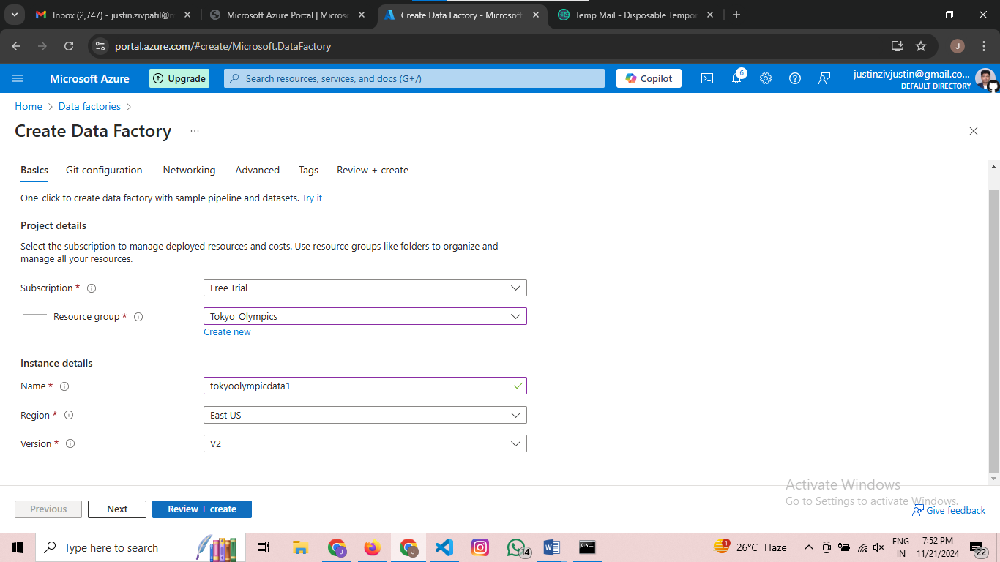 Inbox (2,747) - justin.zivpatil@m
Microsoft Azure Portal | Micros
Create Data Factory - Microsoft
Temp Mail - Disposable Tempo
portal.azure.com/#create/Microsoft.DataFactory
J
Microsoft Azure
Upgrade
Search resources, services, and docs (G+/)
Copilot
6
justinzivjustin@gmail.co...
DEFAULT DIRECTORY
Home > Data factories >
Create Data Factory ...
Basics Git configuration Networking Advanced Tags Review + create
One-click to create data factory with sample pipeline and datasets. Try it
Project details
Select the subscription to manage deployed resources and costs. Use resource groups like folders to organize and
manage all your resources.
Subscription * Free Trial
Resource group * Tokyo_Olympics
Create new
Instance details
Name * tokyoolympicdata1
Region * East US
Version * V2
Activate Windows
Go to Settings to activate Windows.
Previous Next Review + create
Give feedback
Type here to search
J
J
14
1
26°C Haze
ENG
IN
7:52 PM
11/21/2024
22